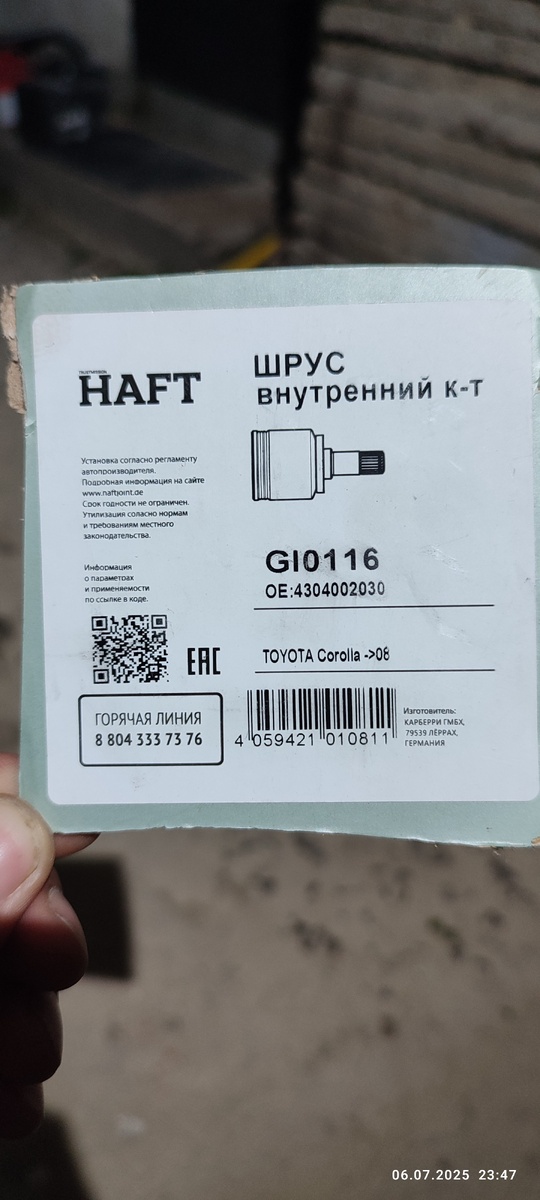 HAFT
ШРУС
внутренний к-т
Установка согласно регламенту
автопроизводителя.
Подробная информация на сайте
www.haftjoint.de
Срок годности не ограничен.
Утилизация соласно нормам
и требованиям местного
законодательства.
Информация
о параметрах
и применяемости
по ссылке в коде.
EAC
ГОРЯЧАЯ ЛИНИЯ
8 804 333 73 76
GI0116
OE:4304002030
TOYOTA Corolla ->08
4 059421 010811
Изготовитель:
КАРБЕРРИ ГМБХ,
79539 ЛЁРРАХ,
ГЕРМАНИЯ
06.07.2025 23:47